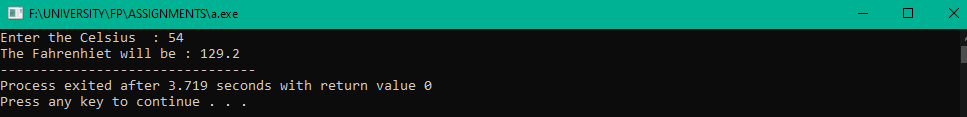 F:\UNIVERSITY\FP\ASSIGNMENTS\a.exe
Enter the Celsius  : 54
The Fahrenhiet will be : 129.2
--------------------------------
Process exited after 3.719 seconds with return value 0
Press any key to continue . . .